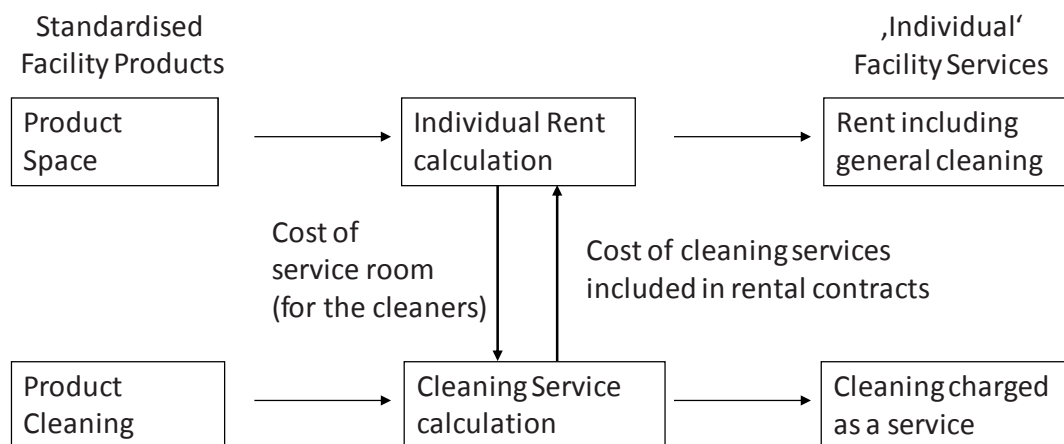 Standardised
Facility Products
‚Individual‘
Facility Services
Product
Space
Individual Rent
calculation
Rent including
general cleaning
Cost of
service room
(for the cleaners)
Cost of cleaning services
included in rental contracts
Product
Cleaning
Cleaning Service
calculation
Cleaning charged
as a service